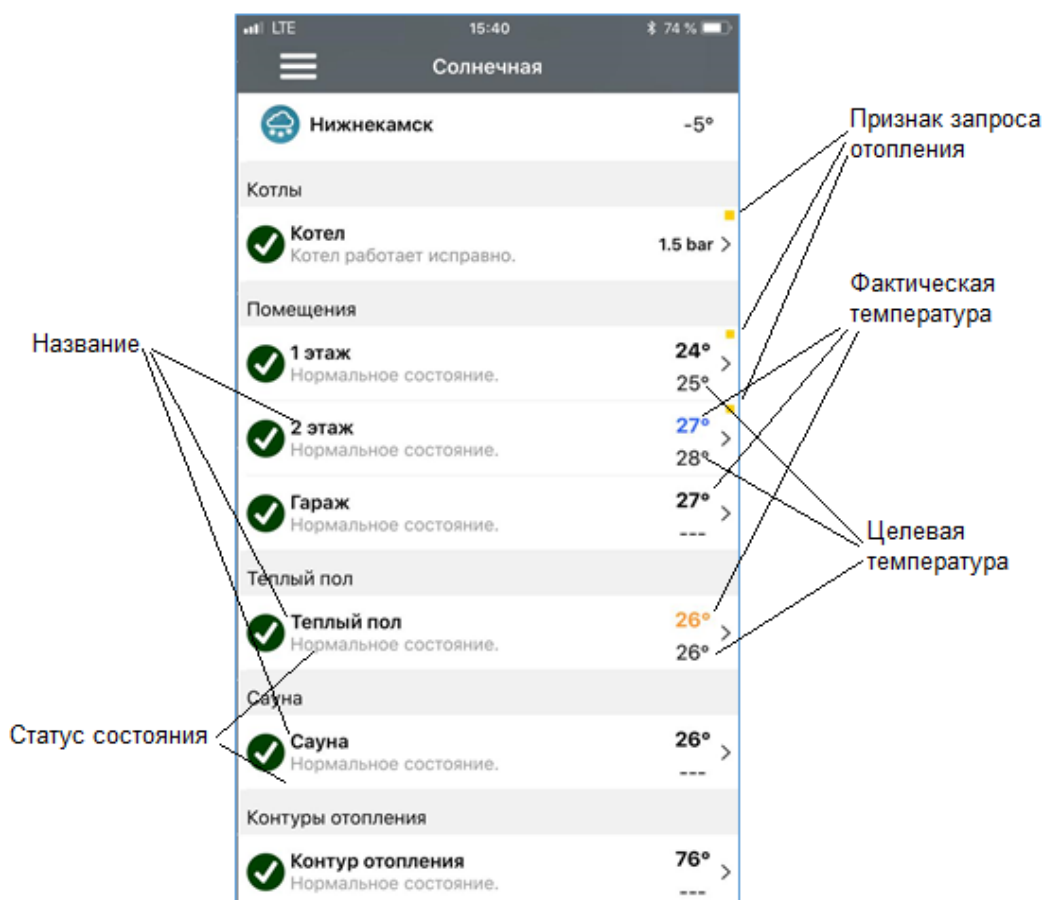 LTE 15:40 74 %
Солнечная
Нижнекамск -5°
Признак запроса
отопления
Котлы
Котел
Котел работает исправно.
1.5 bar
Фактическая
температура
Помещения
Название
1 этаж 24°
Нормальное состояние. 25°
2 этаж 27°
Нормальное состояние. 28°
Гараж 27°
Нормальное состояние. ---
Целевая
температура
Теплый пол
Теплый пол 26°
Нормальное состояние. 26°
Сауна
Статус состояния
Сауна 26°
Нормальное состояние. ---
Контуры отопления
Контур отопления 76°
Нормальное состояние. ---